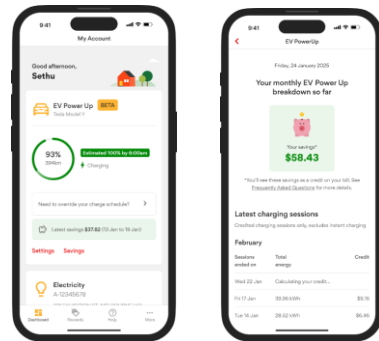 9:41
My Account
Good afternoon,
Sethu
EV Power Up BETA
Tesla Model Y
93%
394km
Estimated 100% by 6:00am
Charging
Need to override your charge schedule?
Latest savings $37.62 (13 Jan to 19 Jan)
Settings Savings
Electricity
A-12345678
Dashboard Rewards Help More
9:41
EV PowerUp
Friday, 24 January 2025
Your monthly EV Power Up
breakdown so far
Your savings*
$58.43
*You'll see these savings as a credit on your bill. See
Frequently Asked Questions for more details.
Latest charging sessions
Credited charging sessions only, excludes instant charging
February
Sessions ended on Total energy Credit
Wed 22 Jan Calculating your credit...
Fri 17 Jan
Tue 14 Jan